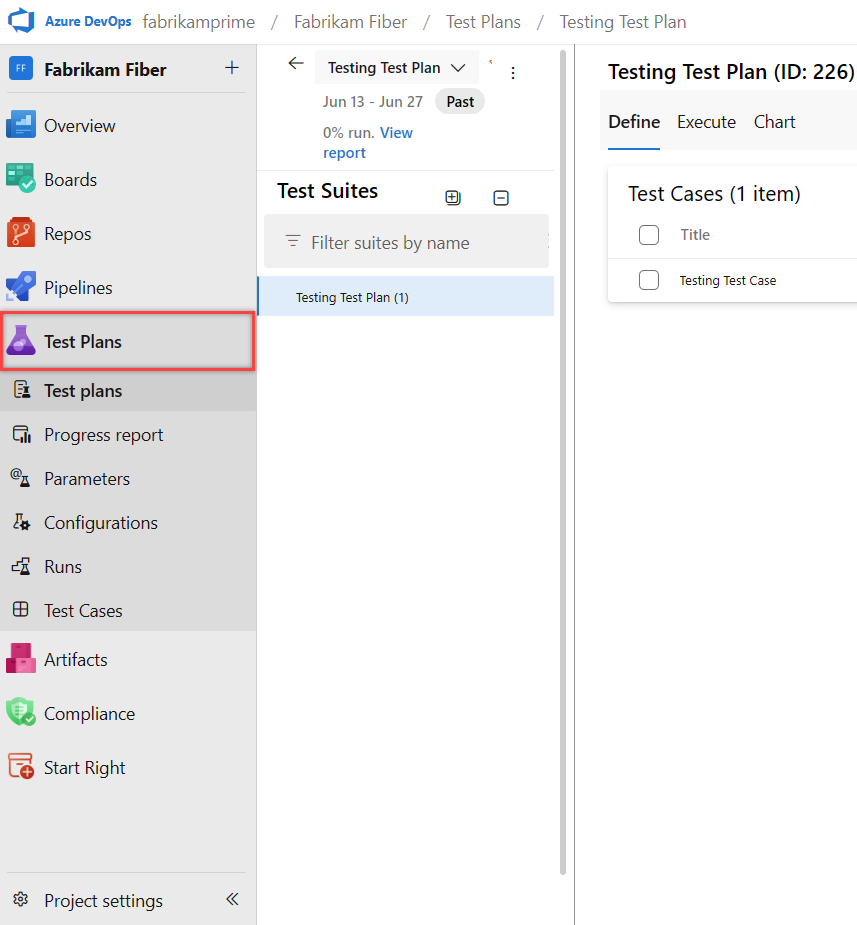 Azure DevOps fabrikamprime / Fabrikam Fiber / Test Plans / Testing Test Plan
FF Fabrikam Fiber
Overview
Boards
Repos
Pipelines
Test Plans
Test plans
Progress report
Parameters
Configurations
Runs
Test Cases
Artifacts
Compliance
Start Right
Project settings
Testing Test Plan
Jun 13 - Jun 27 Past
0% run. View
report
Test Suites
Filter suites by name
Testing Test Plan (1)
Testing Test Plan (ID: 226)
Define Execute Chart
Test Cases (1 item)
Title
Testing Test Case